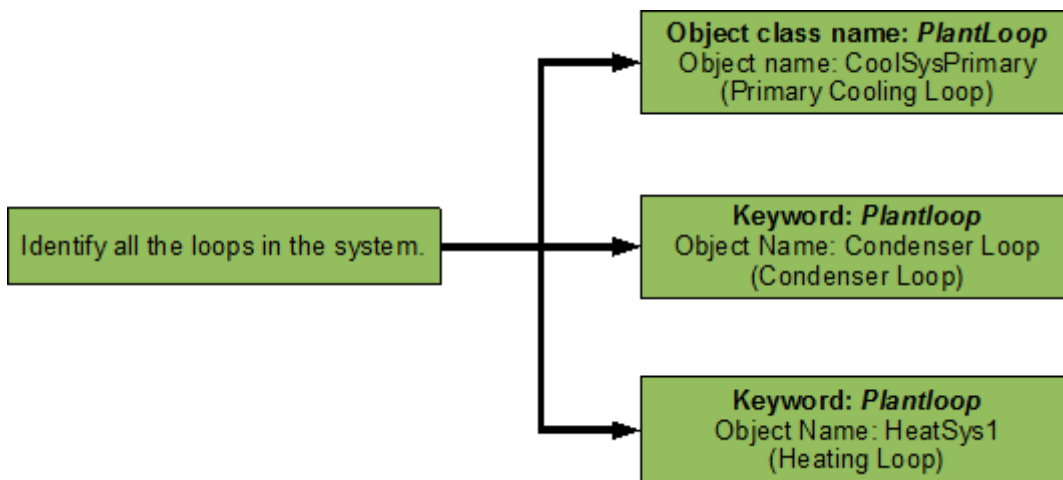 Identify all the loops in the system.
Object class name: PlantLoop
Object name: CoolSysPrimary
(Primary Cooling Loop)
Keyword: Plantloop
Object Name: Condenser Loop
(Condenser Loop)
Keyword: Plantloop
Object Name: HeatSys1
(Heating Loop)